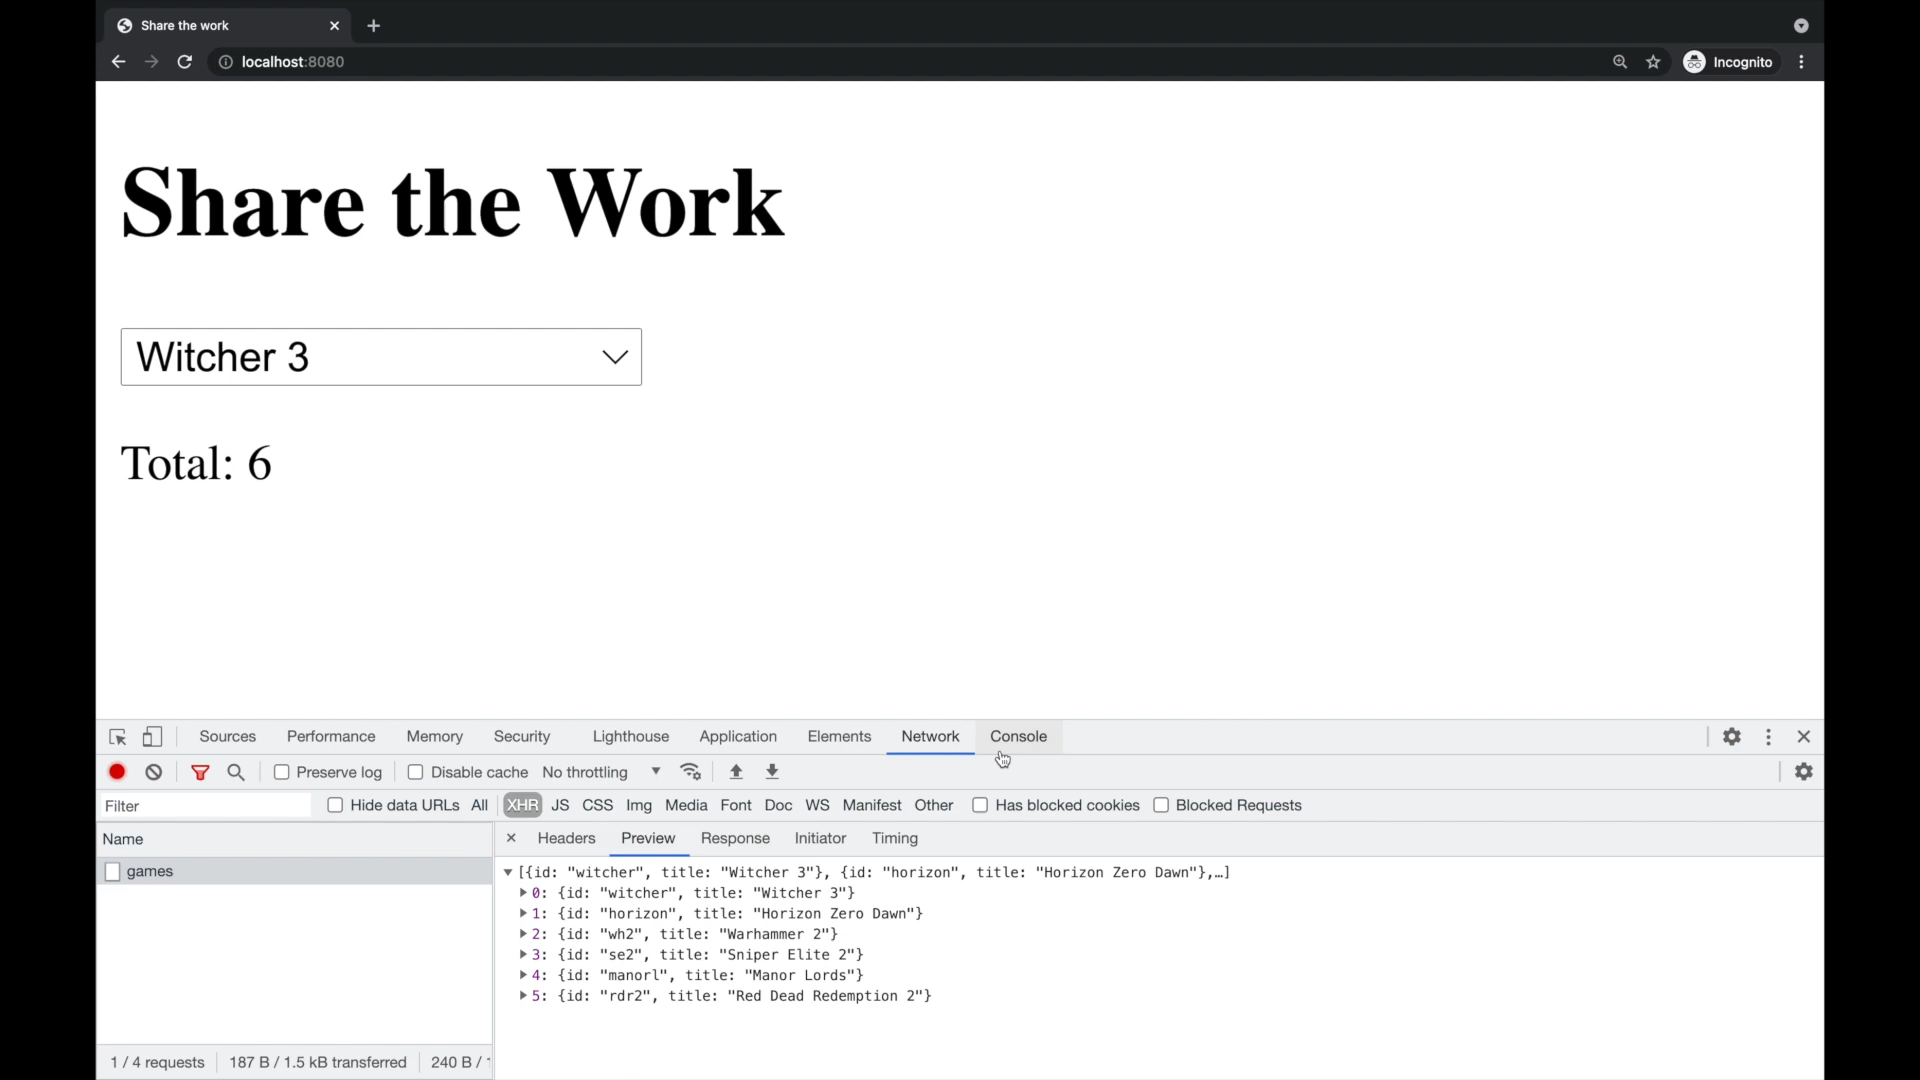 Share the work
localhost:8080
Incognito
Share the Work
Witcher 3
Total: 6
Sources Performance Memory Security Lighthouse Application Elements Network Console
Preserve log Disable cache No throttling
Filter Hide data URLs All XHR JS CSS Img Media Font Doc WS Manifest Other Has blocked cookies Blocked Requests
Name
Headers Preview Response Initiator Timing
games
[{id: "witcher", title: "Witcher 3"}, {id: "horizon", title: "Horizon Zero Dawn"},…]
0: {id: "witcher", title: "Witcher 3"}
1: {id: "horizon", title: "Horizon Zero Dawn"}
2: {id: "wh2", title: "Warhammer 2"}
3: {id: "se2", title: "Sniper Elite 2"}
4: {id: "manorl", title: "Manor Lords"}
5: {id: "rdr2", title: "Red Dead Redemption 2"}
1 / 4 requests 187 B / 1.5 kB transferred 240 B /